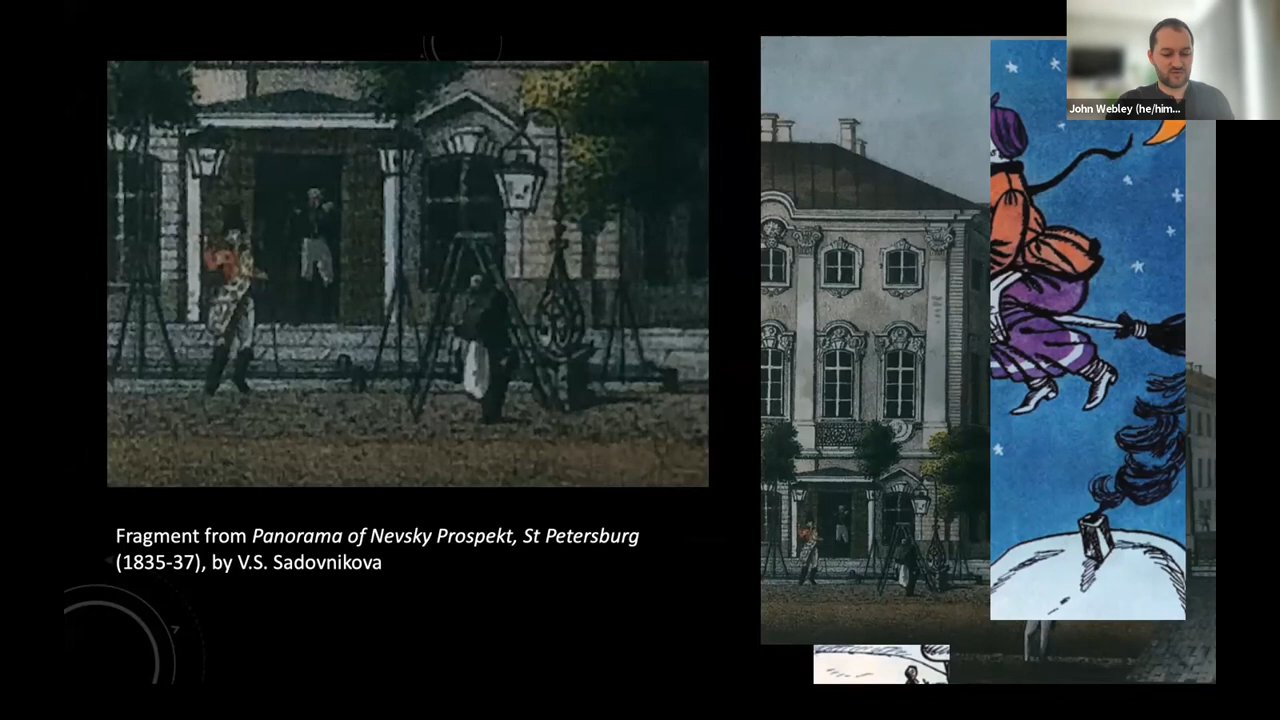 John Webley (he/him...
Fragment from Panorama of Nevsky Prospekt, St Petersburg
(1835-37), by V.S. Sadovnikova